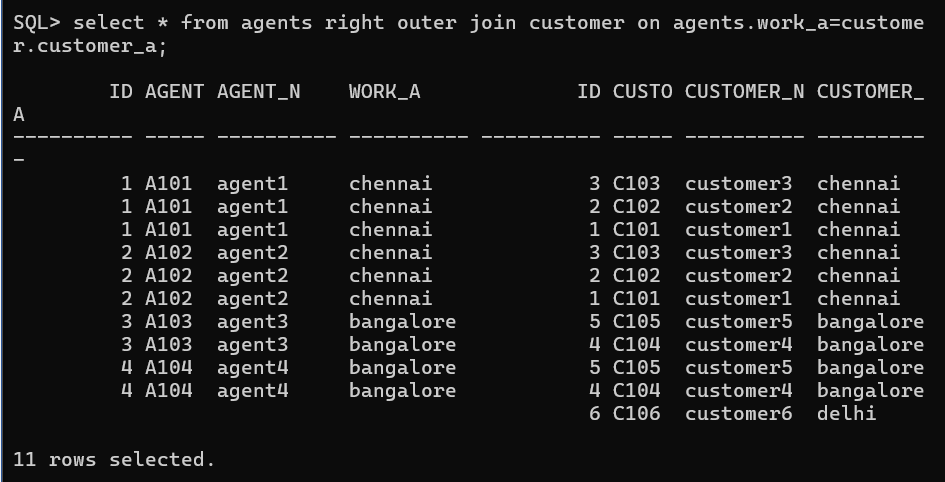 SQL> select * from agents right outer join customer on agents.work_a=custome
r.customer_a;
        ID AGENT AGENT_N    WORK_A             ID CUSTO CUSTOMER_N CUSTOMER_
A
---------- ----- ---------- ---------- ---------- ----- ---------- ---------
-
         1 A101  agent1     chennai             3 C103  customer3  chennai
         1 A101  agent1     chennai             2 C102  customer2  chennai
         1 A101  agent1     chennai             1 C101  customer1  chennai
         2 A102  agent2     chennai             3 C103  customer3  chennai
         2 A102  agent2     chennai             2 C102  customer2  chennai
         2 A102  agent2     chennai             1 C101  customer1  chennai
         3 A103  agent3     bangalore           5 C105  customer5  bangalore
         3 A103  agent3     bangalore           4 C104  customer4  bangalore
         4 A104  agent4     bangalore           5 C105  customer5  bangalore
         4 A104  agent4     bangalore           4 C104  customer4  bangalore
                                                6 C106  customer6  delhi
11 rows selected.